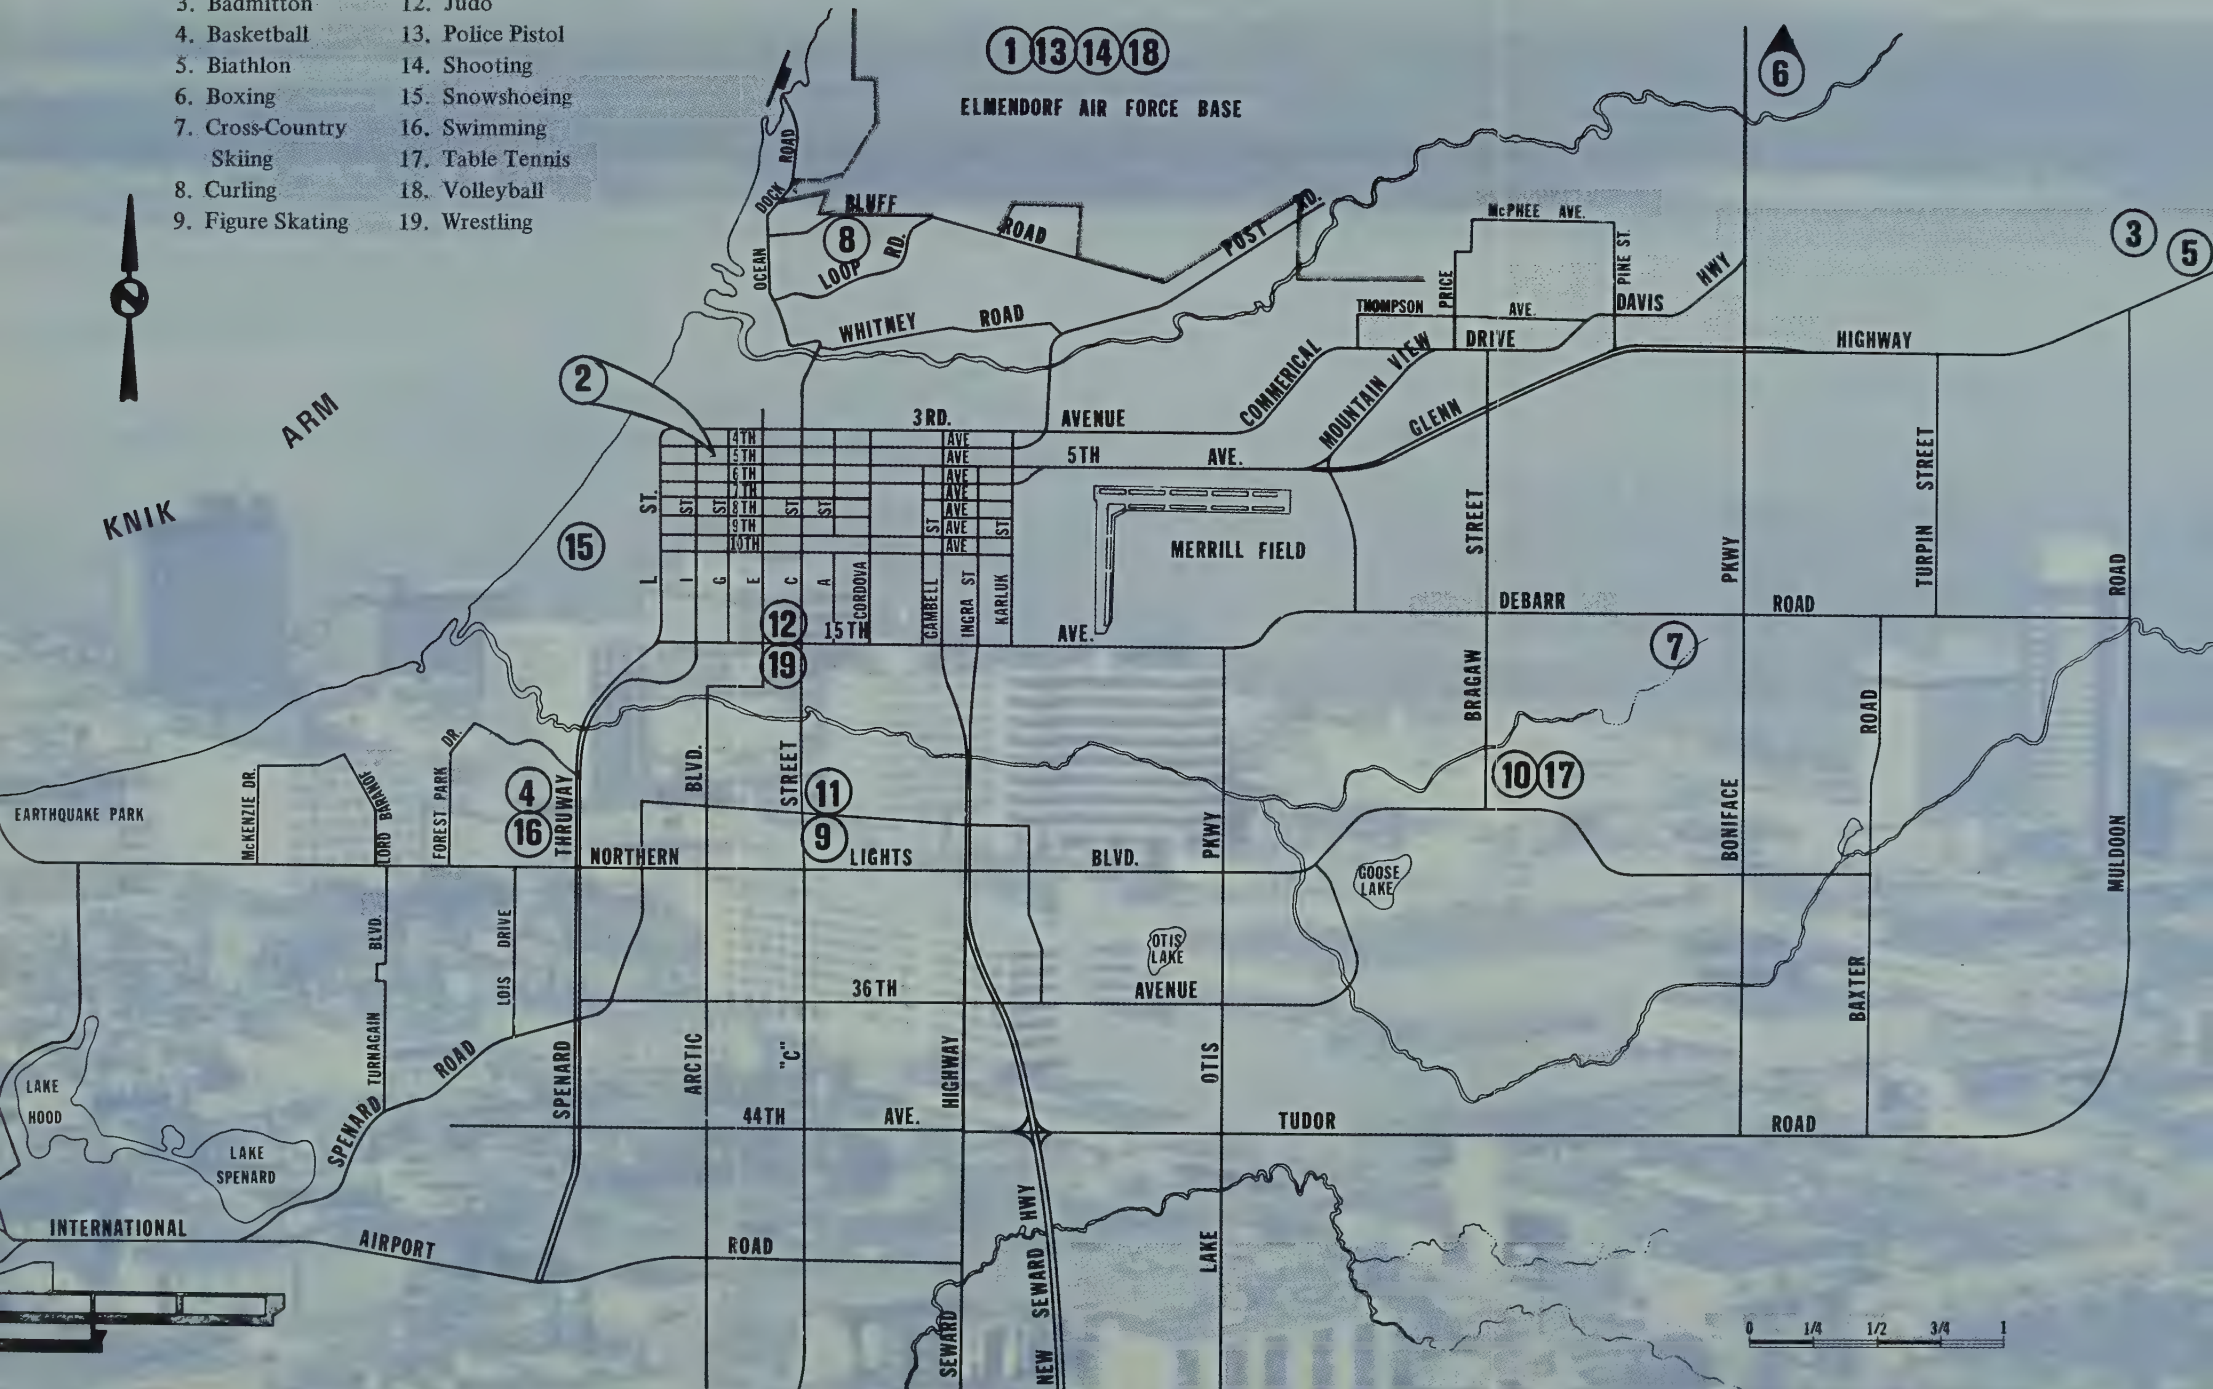 3. Badmitton
4. Basketball
5. Biathlon
6. Boxing
7. Cross-Country
Skiing
8. Curling
9. Figure Skating
12. Judo
13. Police Pistol
14. Shooting
15. Snowshoeing
16. Swimming
17. Table Tennis
18. Volleyball
19. Wrestling
1 13 14 18
ELMENDORF AIR FORCE BASE
6
3
5
DOCK ROAD
BLUFF ROAD
8
LOOP RD.
OCEAN
POST RD.
WHITNEY ROAD
McPHEE AVE.
PINE ST.
PRICE
THOMPSON AVE.
DAVIS HWY
COMMERICAL DRIVE
MOUNTAIN VIEW
GLENN HIGHWAY
2
KNIK ARM
3RD. AVENUE
4TH AVE
5TH AVE
5TH AVE.
6TH AVE
7TH AVE
8TH AVE
9TH AVE
10TH AVE
L ST.
I ST
G ST
E
C ST
A ST
CORDOVA
GAMBELL ST
INGRA ST
KARLUK ST
MERRILL FIELD
15
12
15TH AVE.
19
DEBARR ROAD
BRAGAW STREET
BONIFACE PKWY
TURPIN STREET
MULDOON ROAD
7
10 17
BAXTER ROAD
EARTHQUAKE PARK
McKENZIE DR.
LORD BARANOF
FOREST PARK DR.
4
16
SPENARD THRUWAY
ARCTIC BLVD.
"C" STREET
11
9
NORTHERN LIGHTS BLVD.
LAKE OTIS PKWY
GOOSE
LAKE
OTIS
LAKE
TURNAGAIN BLVD.
LOIS DRIVE
36TH AVENUE
SPENARD ROAD
LAKE
HOOD
LAKE
SPENARD
44TH AVE.
TUDOR ROAD
SEWARD HIGHWAY
NEW SEWARD HWY
INTERNATIONAL AIRPORT ROAD
0 1/4 1/2 3/4 1